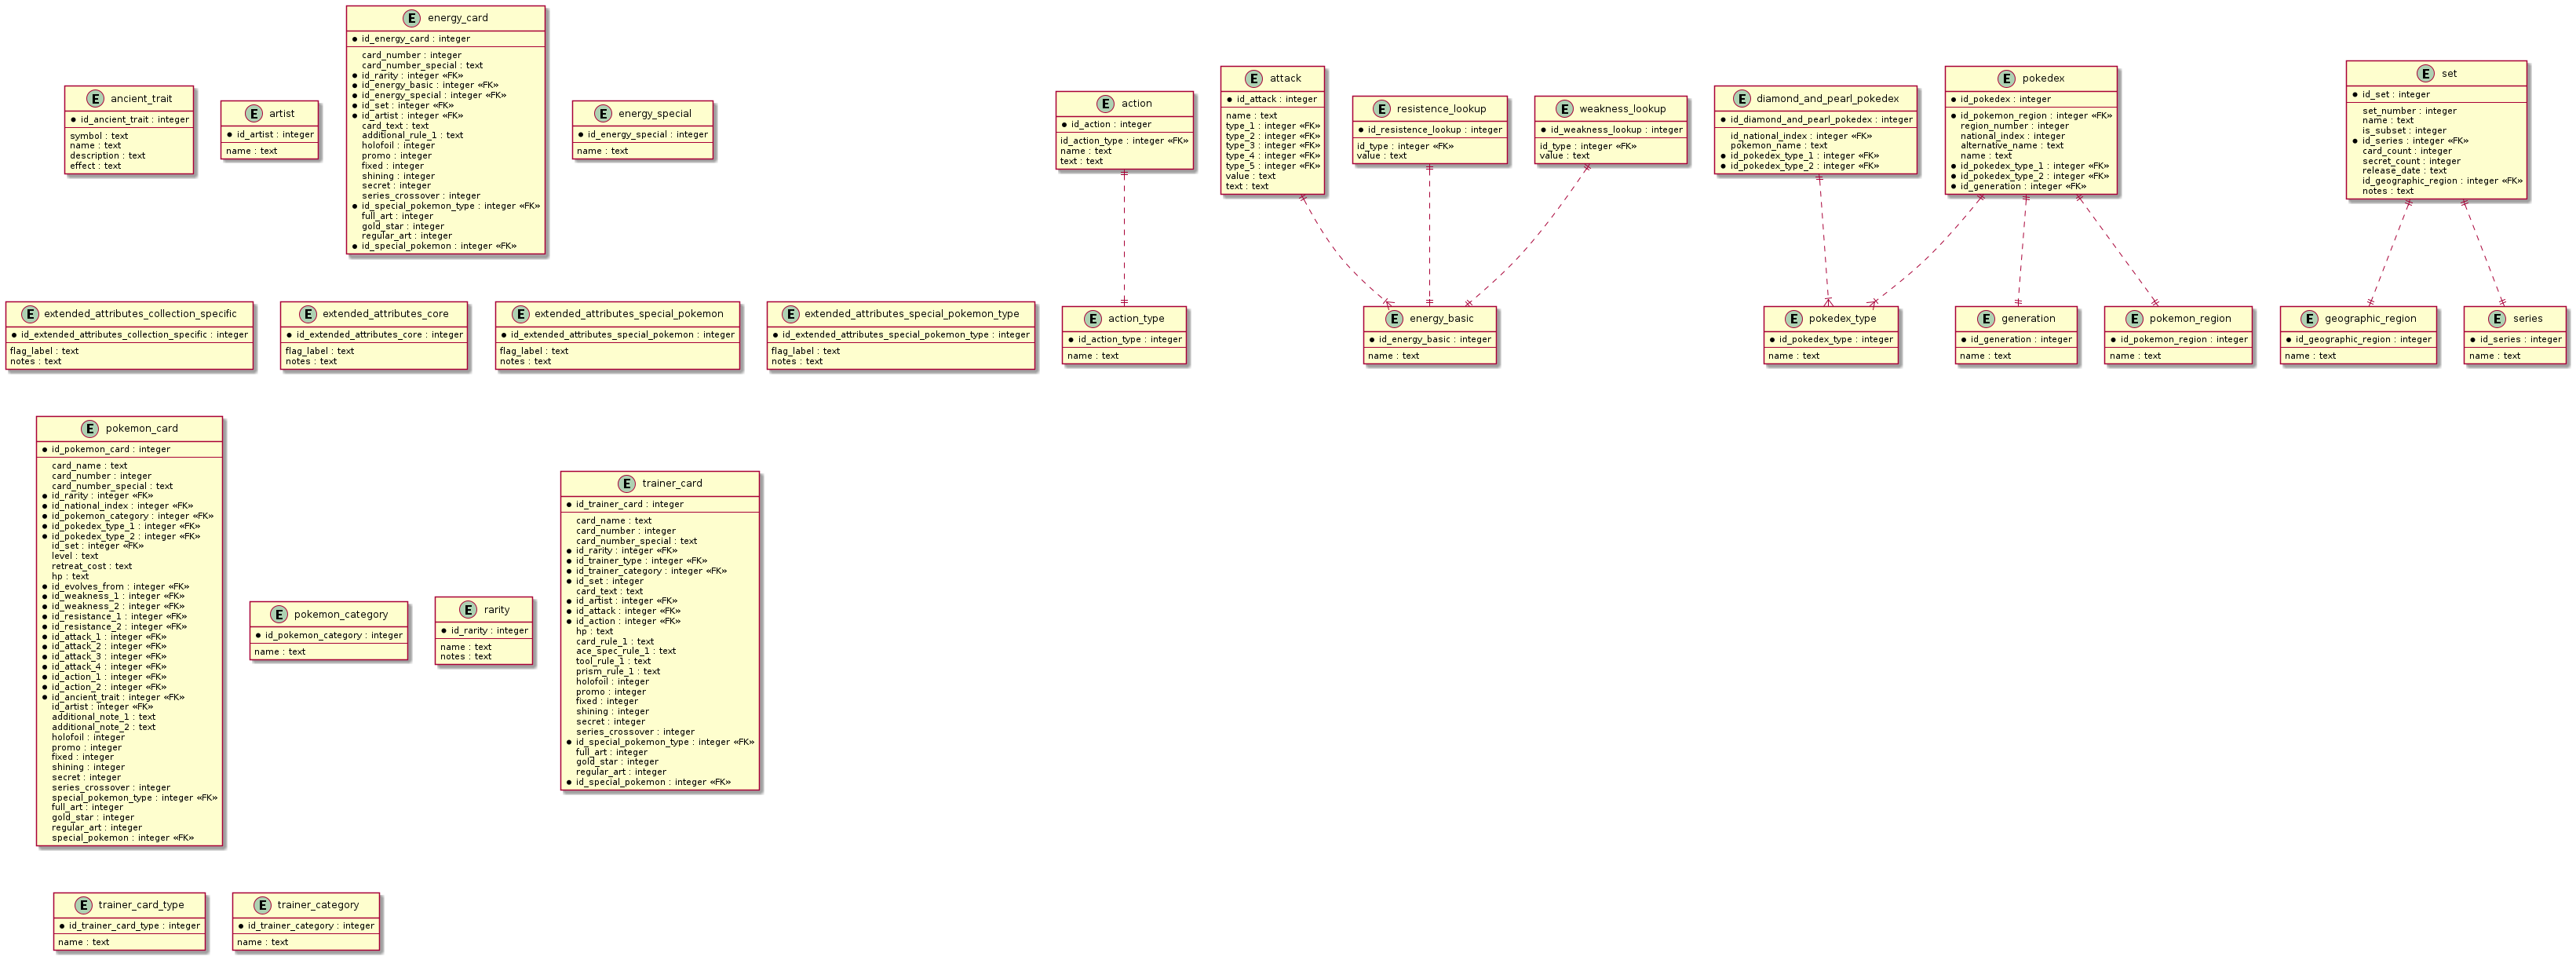 E ancient_trait
id_ancient_trait : integer
symbol : text
name : text
description : text
effect : text
E artist
id_artist : integer
name : text
E energy_card
id_energy_card : integer
card_number : integer
card_number_special : text
id_rarity : integer «FK»
id_energy_basic : integer «FK»
id_energy_special : integer «FK»
id_set : integer «FK»
id_artist : integer «FK»
card_text : text
additional_rule_1 : text
holofoil : integer
promo : integer
fixed : integer
shining : integer
secret : integer
series_crossover : integer
id_special_pokemon_type : integer «FK»
full_art : integer
gold_star : integer
regular_art : integer
id_special_pokemon : integer «FK»
E energy_special
id_energy_special : integer
name : text
E action
id_action : integer
id_action_type : integer «FK»
name : text
text : text
E attack
id_attack : integer
name : text
type_1 : integer «FK»
type_2 : integer «FK»
type_3 : integer «FK»
type_4 : integer «FK»
type_5 : integer «FK»
value : text
text : text
E resistence_lookup
id_resistence_lookup : integer
id_type : integer «FK»
value : text
E weakness_lookup
id_weakness_lookup : integer
id_type : integer «FK»
value : text
E diamond_and_pearl_pokedex
id_diamond_and_pearl_pokedex : integer
id_national_index : integer «FK»
pokemon_name : text
id_pokedex_type_1 : integer «FK»
id_pokedex_type_2 : integer «FK»
E pokedex
id_pokedex : integer
id_pokemon_region : integer «FK»
region_number : integer
national_index : integer
alternative_name : text
name : text
id_pokedex_type_1 : integer «FK»
id_pokedex_type_2 : integer «FK»
id_generation : integer «FK»
E set
id_set : integer
set_number : integer
name : text
is_subset : integer
id_series : integer «FK»
card_count : integer
secret_count : integer
release_date : text
id_geographic_region : integer «FK»
notes : text
E extended_attributes_collection_specific
id_extended_attributes_collection_specific : integer
flag_label : text
notes : text
E extended_attributes_core
id_extended_attributes_core : integer
flag_label : text
notes : text
E extended_attributes_special_pokemon
id_extended_attributes_special_pokemon : integer
flag_label : text
notes : text
E extended_attributes_special_pokemon_type
id_extended_attributes_special_pokemon_type : integer
flag_label : text
notes : text
E action_type
id_action_type : integer
name : text
E energy_basic
id_energy_basic : integer
name : text
E pokedex_type
id_pokedex_type : integer
name : text
E generation
id_generation : integer
name : text
E pokemon_region
id_pokemon_region : integer
name : text
E geographic_region
id_geographic_region : integer
name : text
E series
id_series : integer
name : text
E pokemon_card
id_pokemon_card : integer
card_name : text
card_number : integer
card_number_special : text
id_rarity : integer «FK»
id_national_index : integer «FK»
id_pokemon_category : integer «FK»
id_pokedex_type_1 : integer «FK»
id_pokedex_type_2 : integer «FK»
id_set : integer «FK»
level : text
retreat_cost : text
hp : text
id_evolves_from : integer «FK»
id_weakness_1 : integer «FK»
id_weakness_2 : integer «FK»
id_resistance_1 : integer «FK»
id_resistance_2 : integer «FK»
id_attack_1 : integer «FK»
id_attack_2 : integer «FK»
id_attack_3 : integer «FK»
id_attack_4 : integer «FK»
id_action_1 : integer «FK»
id_action_2 : integer «FK»
id_ancient_trait : integer «FK»
id_artist : integer «FK»
additional_note_1 : text
additional_note_2 : text
holofoil : integer
promo : integer
fixed : integer
shining : integer
secret : integer
series_crossover : integer
special_pokemon_type : integer «FK»
full_art : integer
gold_star : integer
regular_art : integer
special_pokemon : integer «FK»
E pokemon_category
id_pokemon_category : integer
name : text
E rarity
id_rarity : integer
name : text
notes : text
E trainer_card
id_trainer_card : integer
card_name : text
card_number : integer
card_number_special : text
id_rarity : integer «FK»
id_trainer_type : integer «FK»
id_trainer_category : integer «FK»
id_set : integer
card_text : text
id_artist : integer «FK»
id_attack : integer «FK»
id_action : integer «FK»
hp : text
card_rule_1 : text
ace_spec_rule_1 : text
tool_rule_1 : text
prism_rule_1 : text
holofoil : integer
promo : integer
fixed : integer
shining : integer
secret : integer
series_crossover : integer
id_special_pokemon_type : integer «FK»
full_art : integer
gold_star : integer
regular_art : integer
id_special_pokemon : integer «FK»
E trainer_card_type
id_trainer_card_type : integer
name : text
E trainer_category
id_trainer_category : integer
name : text